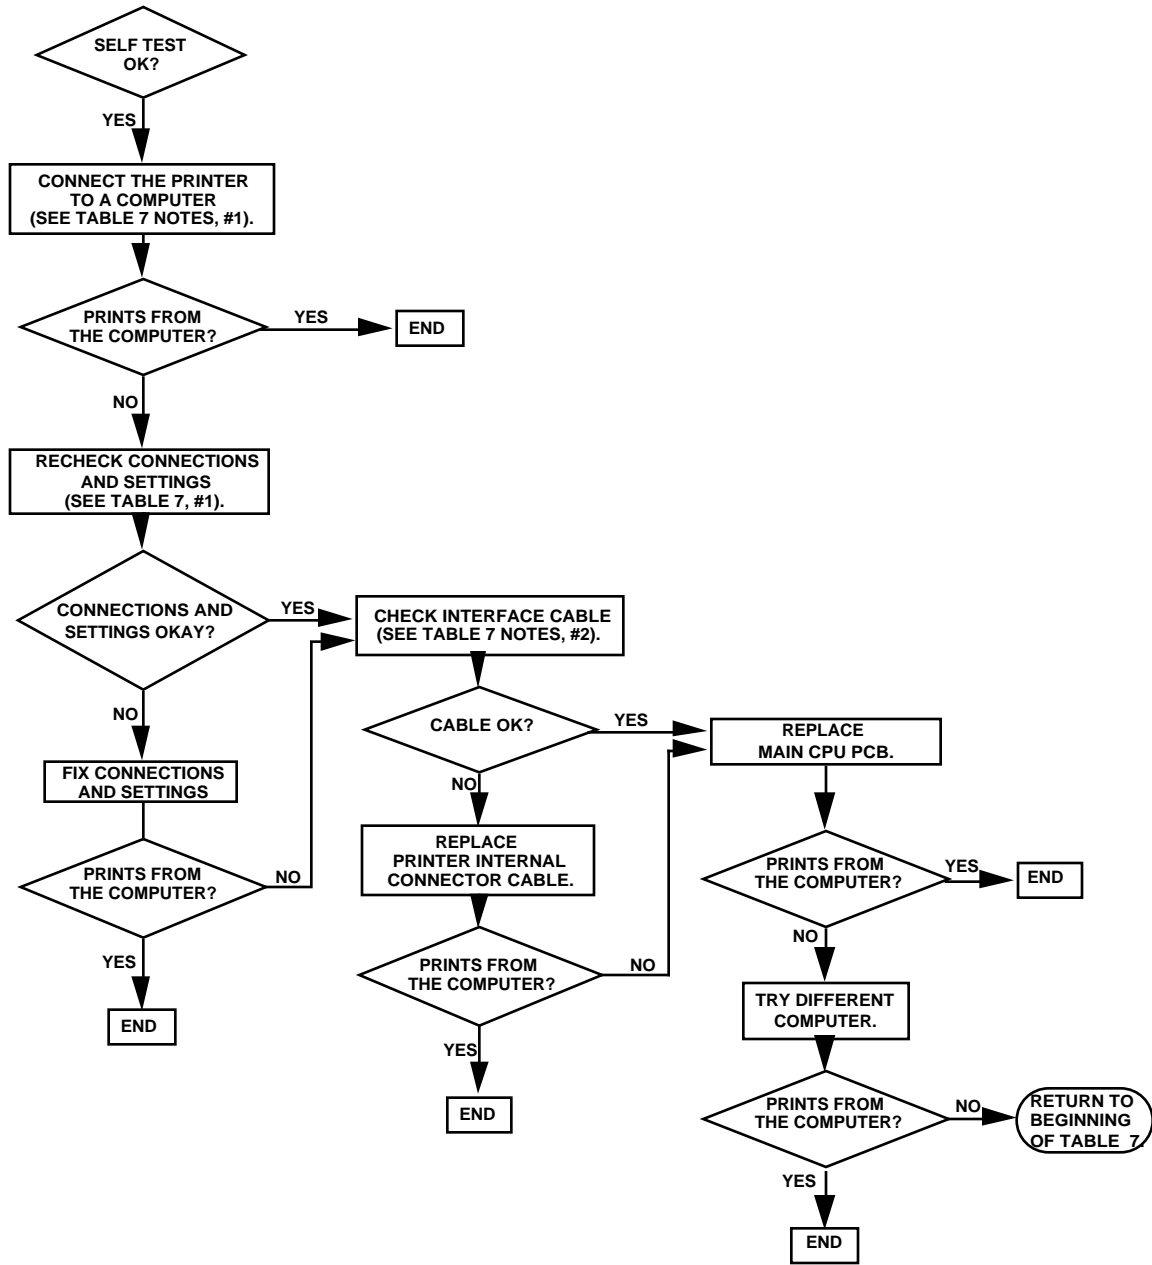 SELF TEST
OK?
YES
CONNECT THE PRINTER
TO A COMPUTER
(SEE TABLE 7 NOTES, #1).
PRINTS FROM
THE COMPUTER?
YES
END
NO
RECHECK CONNECTIONS
AND SETTINGS
(SEE TABLE 7, #1).
CONNECTIONS AND
SETTINGS OKAY?
YES
CHECK INTERFACE CABLE
(SEE TABLE 7 NOTES, #2).
NO
FIX CONNECTIONS
AND SETTINGS
PRINTS FROM
THE COMPUTER?
NO
YES
END
CABLE OK?
YES
REPLACE
MAIN CPU PCB.
NO
REPLACE
PRINTER INTERNAL
CONNECTOR CABLE.
PRINTS FROM
THE COMPUTER?
NO
YES
END
PRINTS FROM
THE COMPUTER?
YES
END
NO
TRY DIFFERENT
COMPUTER.
PRINTS FROM
THE COMPUTER?
NO
RETURN TO
BEGINNING
OF TABLE 7.
YES
END